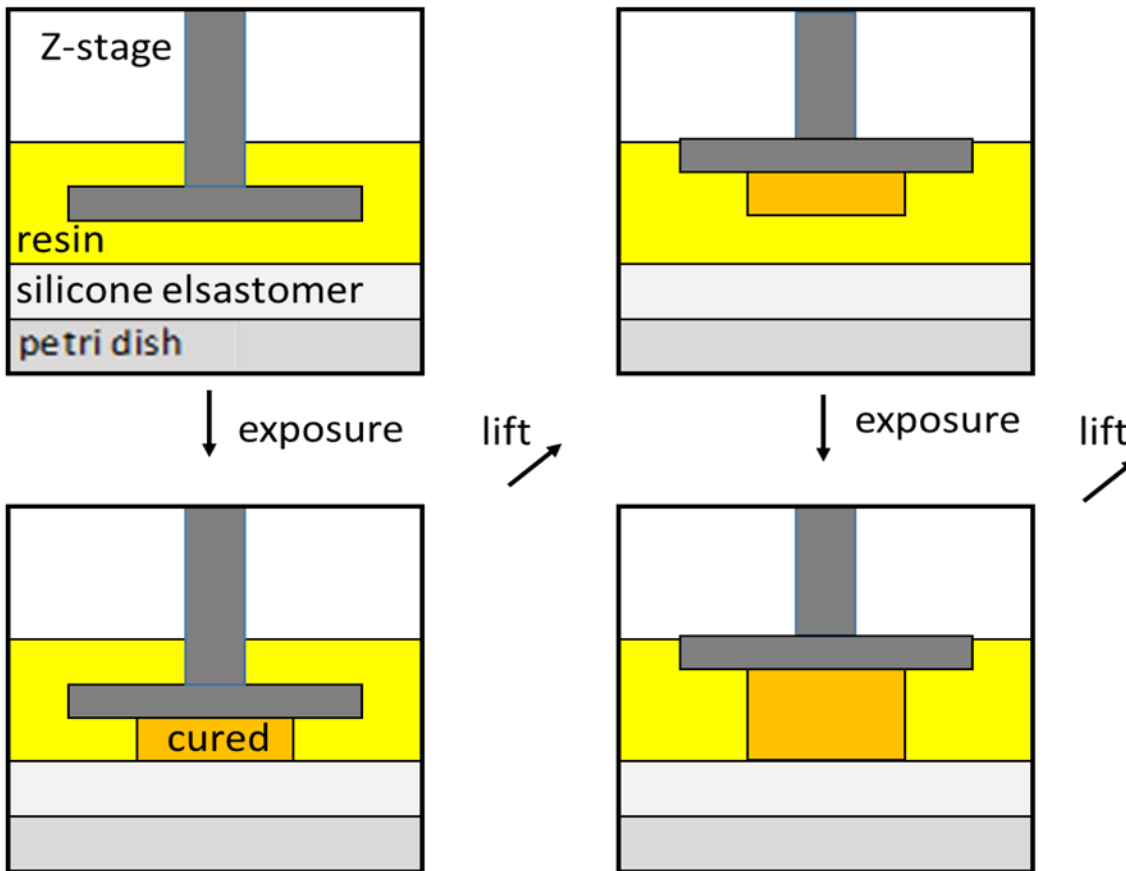 Z-stage
resin
silicone elsastomer
petri dish
exposure
lift
exposure
lift
cured